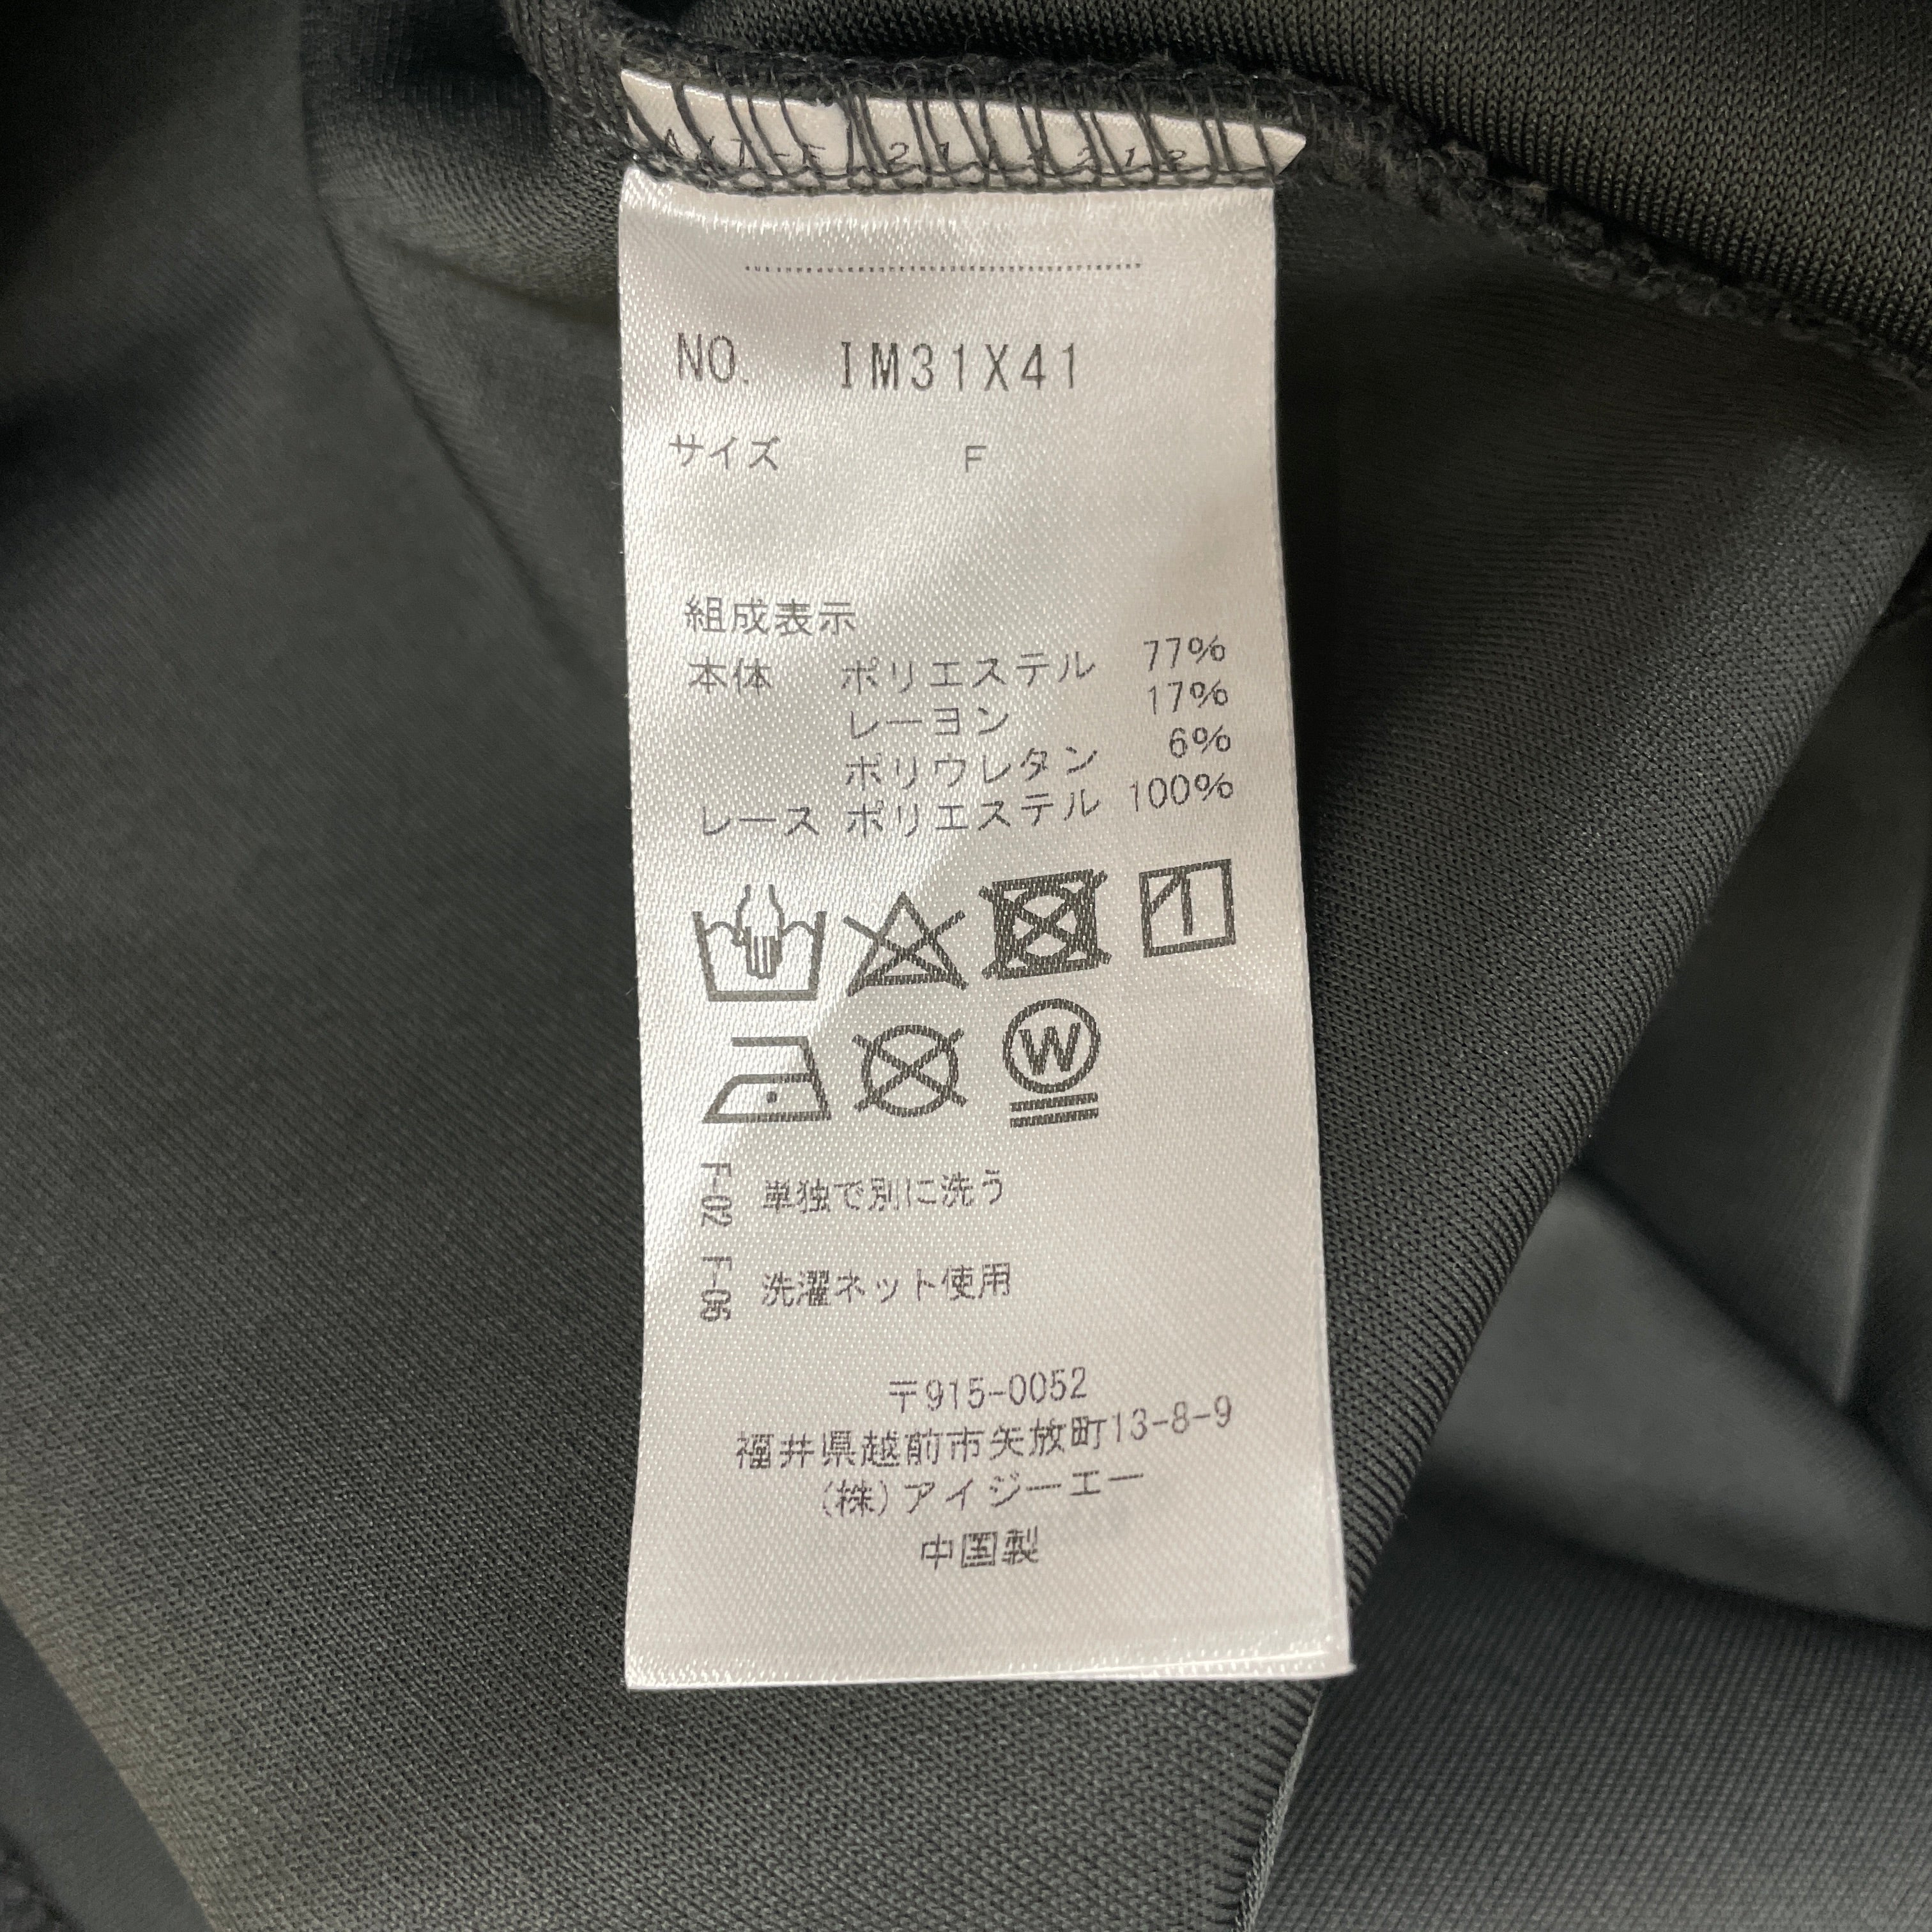 NO. IM31X41
サイズ F
組成表示
本体 ポリエステル 77%
レーヨン 17%
ポリウレタン 6%
レース ポリエステル 100%
W
F-02 単独で別に洗う
F-06 洗濯ネット使用
〒915-0052
福井県越前市矢放町13-8-9
(株)アイジーエー
中国製